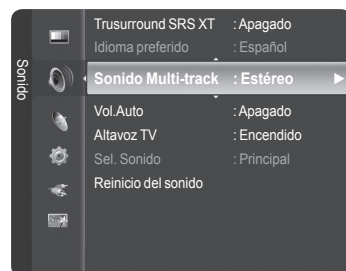 Sonido
Trusurround SRS XT : Apagado
Idioma preferido : Español
Sonido Multi-track : Estéreo
Vol.Auto : Apagado
Altavoz TV : Encendido
Sel. Sonido : Principal
Reinicio del sonido